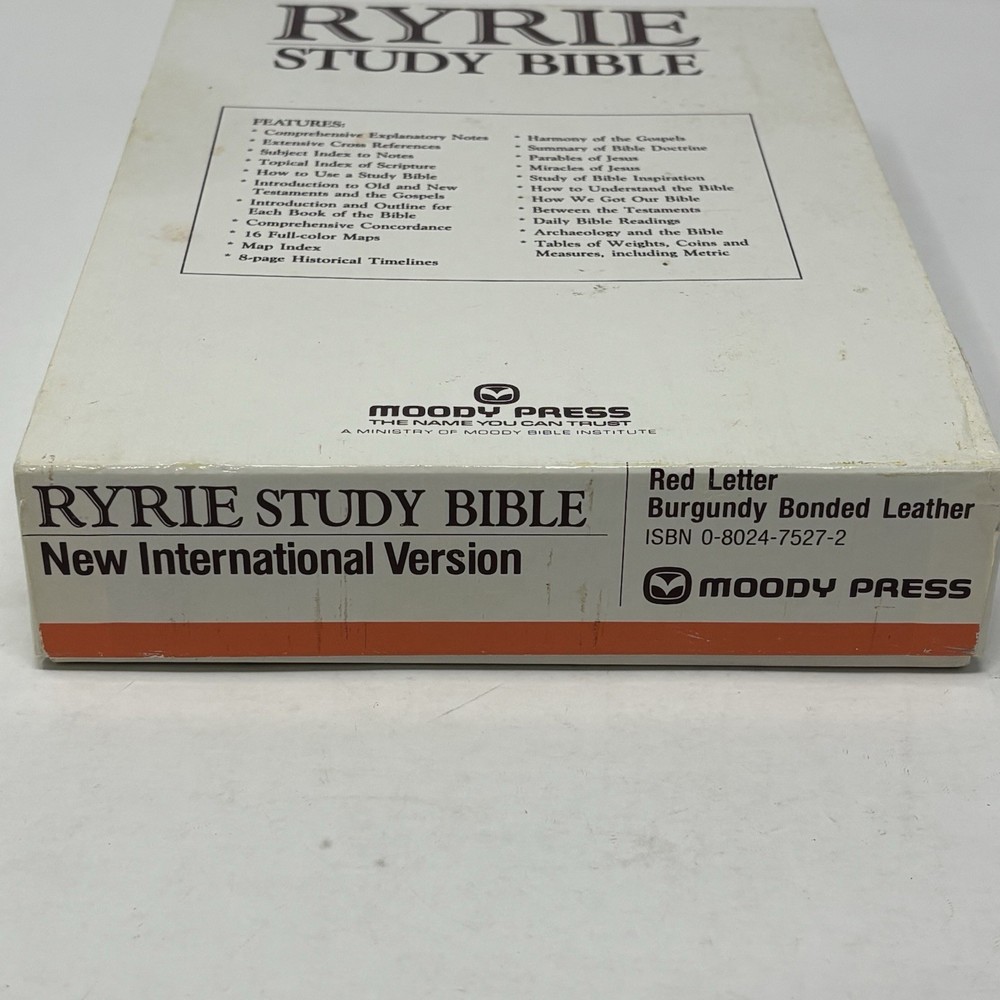 RYRIE
STUDY BIBLE
FEATURES:
* Comprehensive Explanatory Notes
* Extensive Cross References
* Subject Index to Notes
* Topical Index of Scripture
* How to Use a Study Bible
* Introduction to Old and New
Testaments and the Gospels
* Introduction and Outline for
Each Book of the Bible
* Comprehensive Concordance
* 16 Full-color Maps
* Map Index
* 8-page Historical Timelines
* Harmony of the Gospels
* Summary of Bible Doctrine
* Parables of Jesus
* Miracles of Jesus
* Study of Bible Inspiration
* How to Understand the Bible
* How We Got Our Bible
* Between the Testaments
* Daily Bible Readings
* Archaeology and the Bible
* Tables of Weights, Coins and
Measures, including Metric
MOODY PRESS
THE NAME YOU CAN TRUST
A MINISTRY OF MOODY BIBLE INSTITUTE
RYRIE STUDY BIBLE
New International Version
Red Letter
Burgundy Bonded Leather
ISBN 0-8024-7527-2
MOODY PRESS